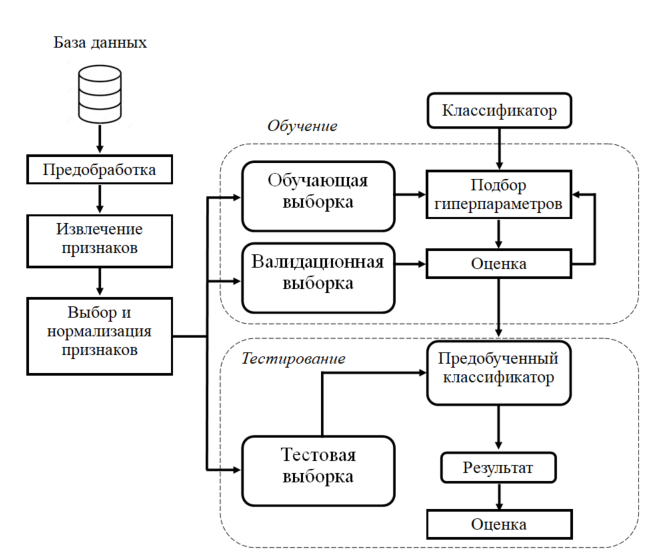 База данных
Предобработка
Извлечение
признаков
Выбор и
нормализация
признаков
Обучение
Классификатор
Обучающая
выборка
Подбор
гиперпараметров
Валидационная
выборка
Оценка
Тестирование
Предобученный
классификатор
Тестовая
выборка
Результат
Оценка